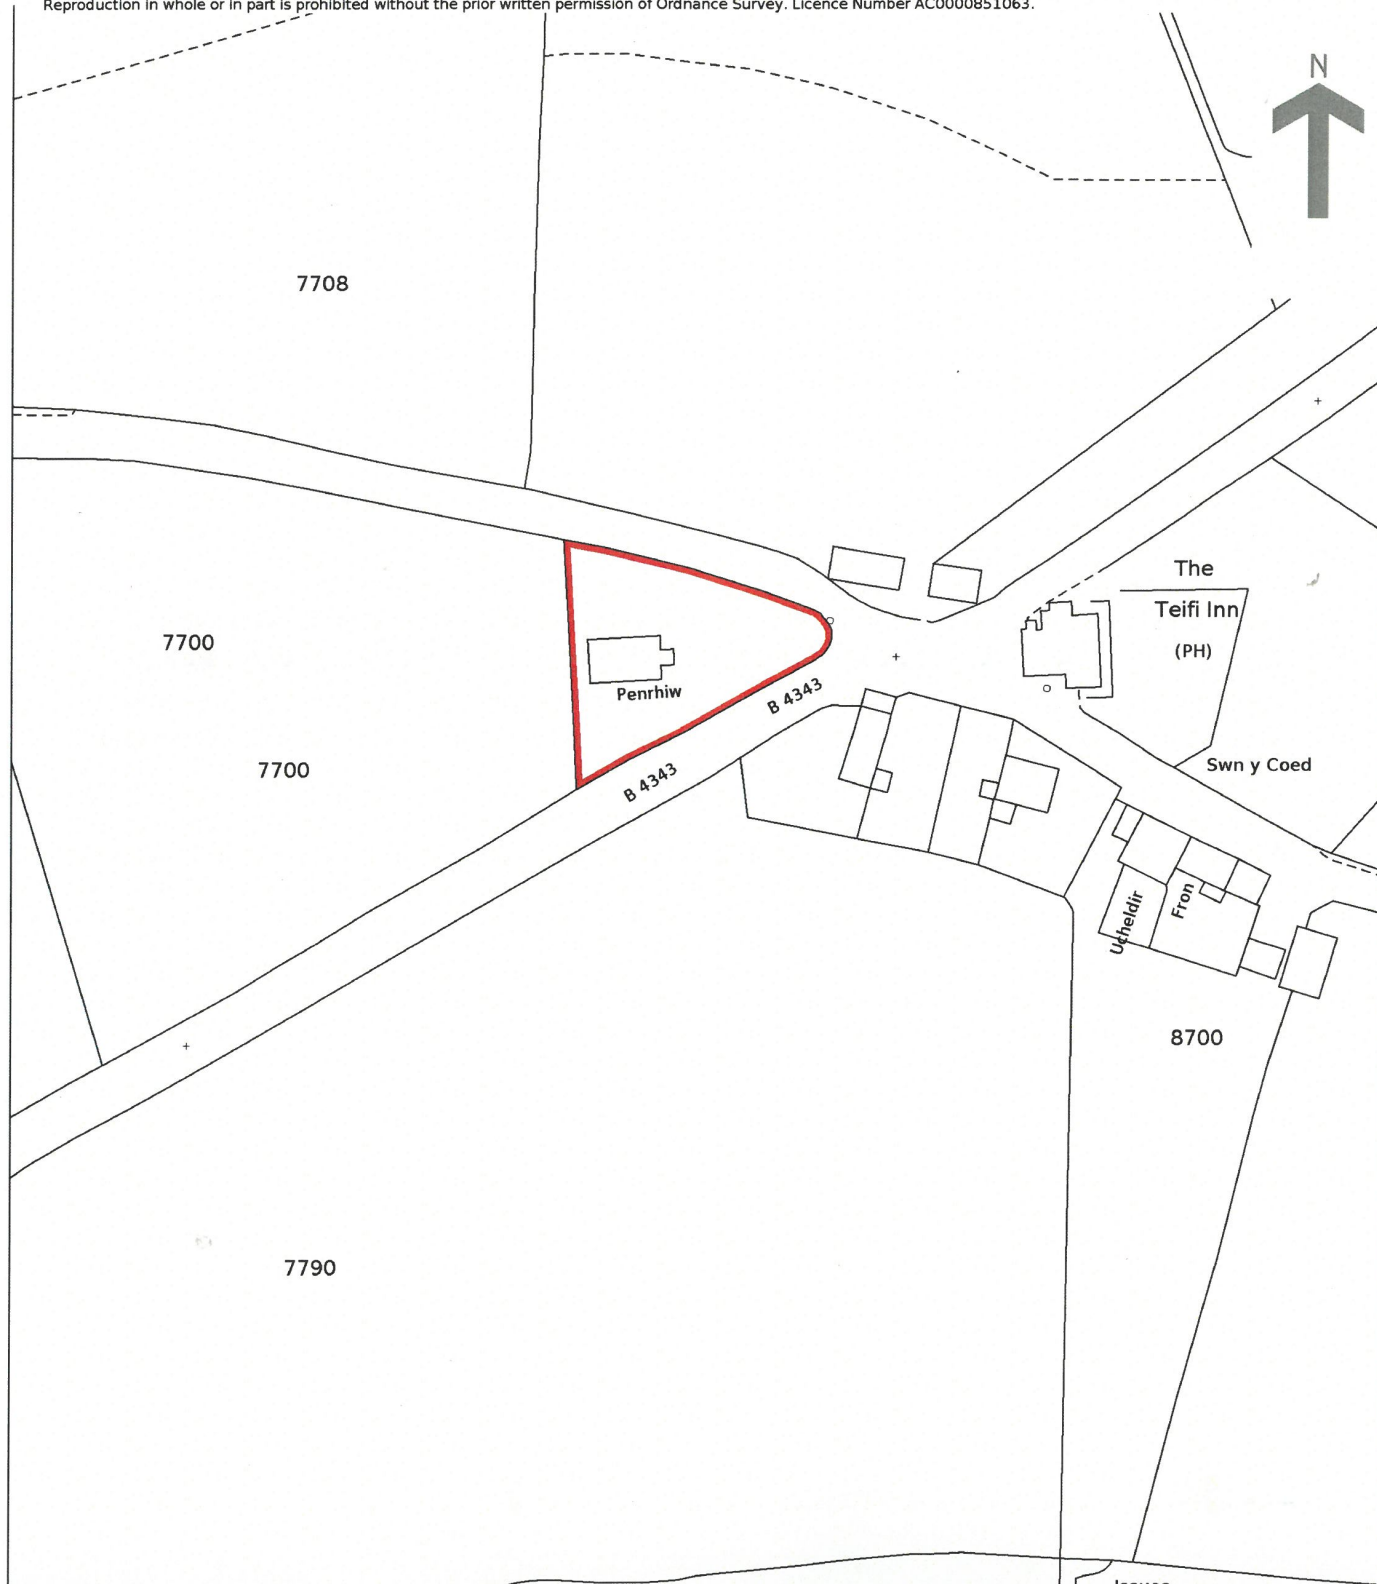 Reproduction in whole or in part is prohibited without the prior written permission of Ordnance Survey. Licence Number AC0000851063.
N
7708
The
Teifi Inn
(PH)
7700
Penrhiw
B 4343
7700
B 4343
Swn y Coed
Ucheldir
Fron
8700
7790